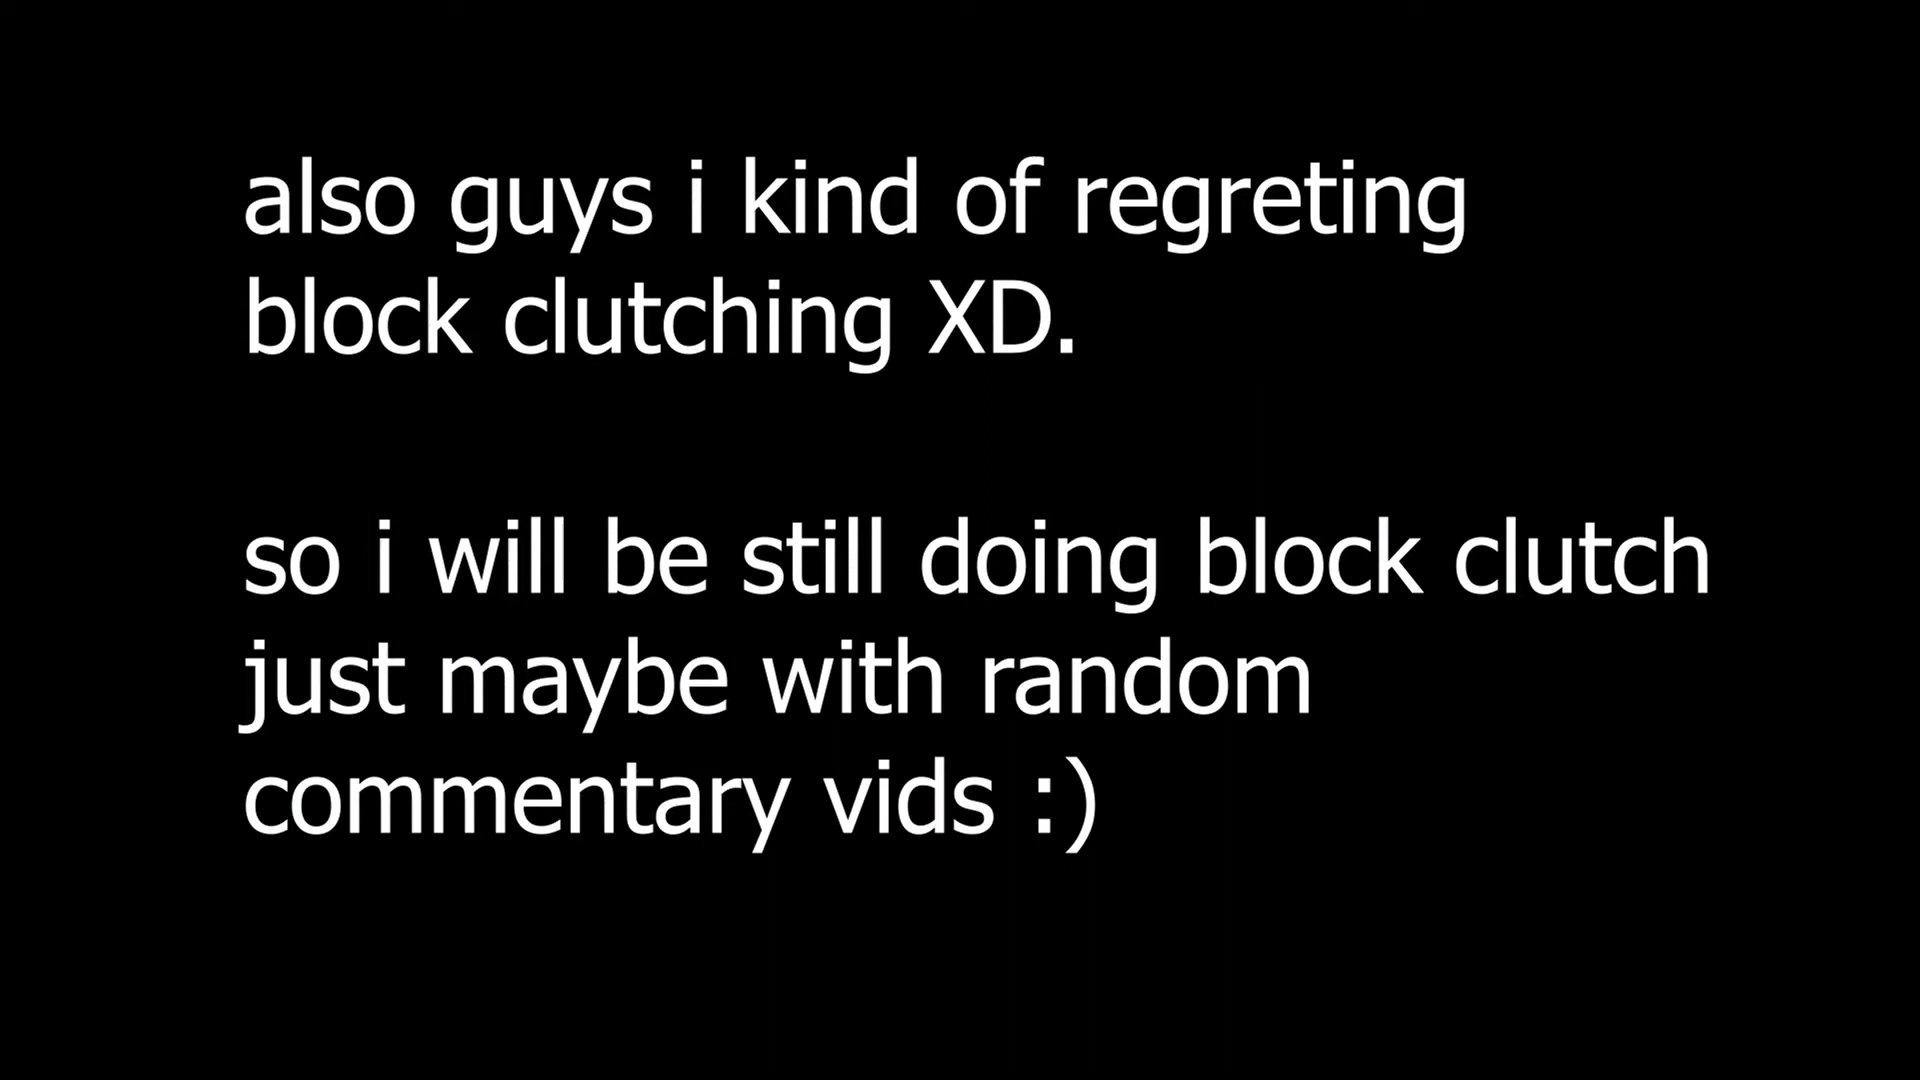 also guys i kind of regreting
block clutching XD.
so i will be still doing block clutch
just maybe with random
commentary vids :)